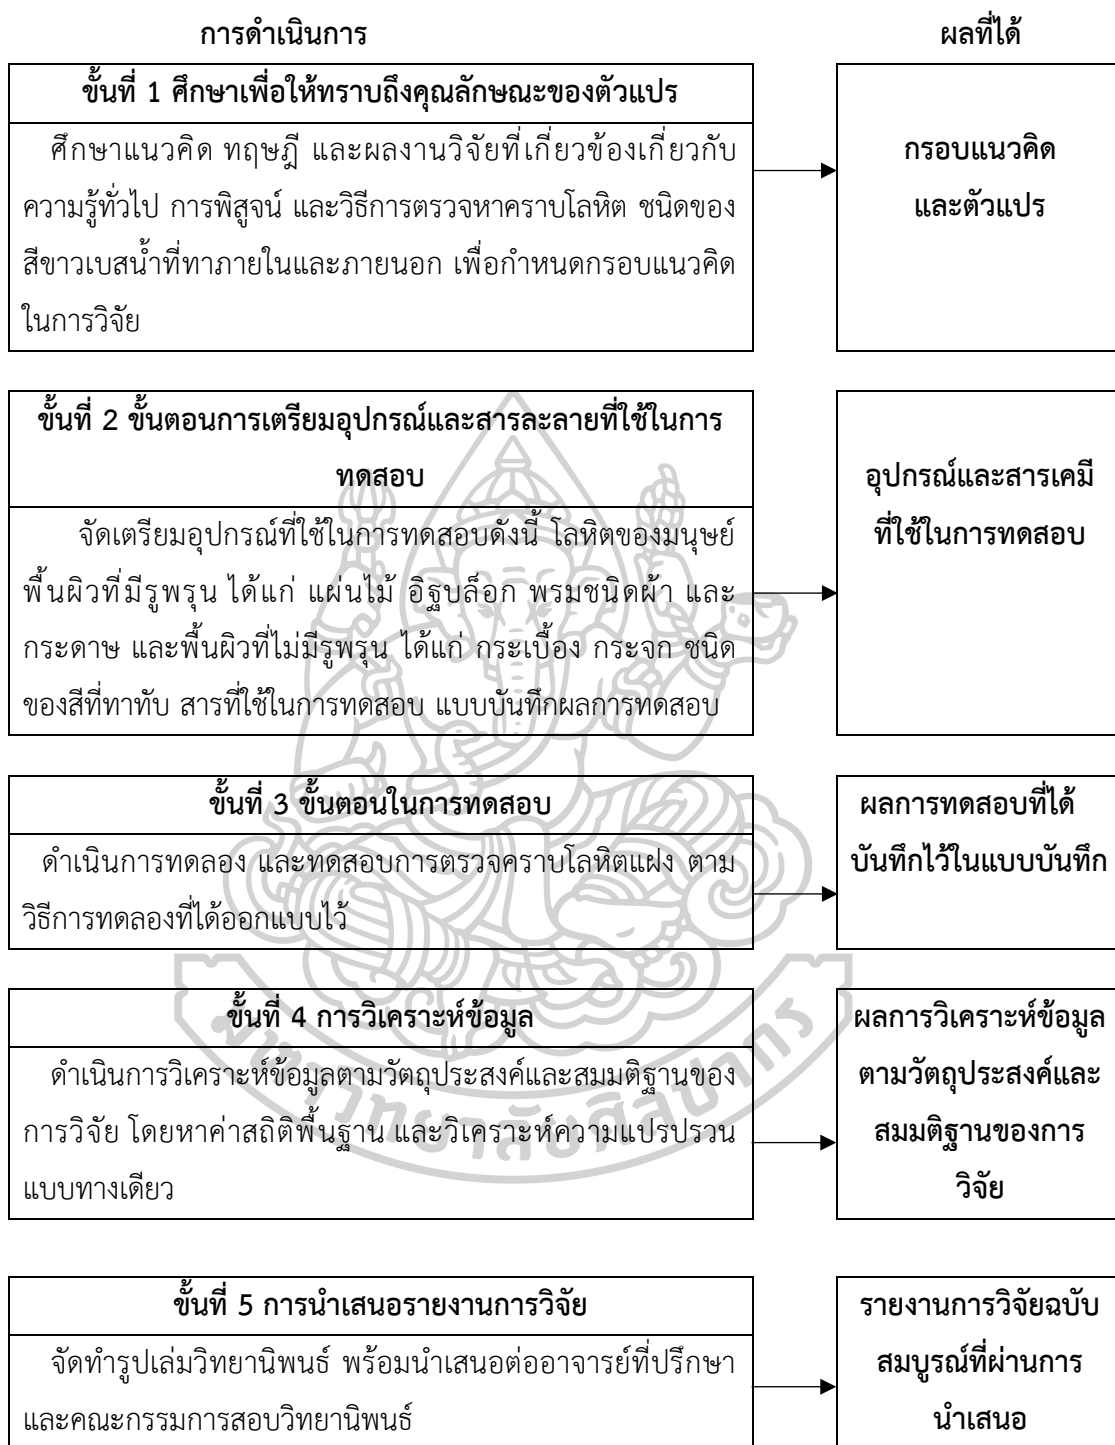 การดำเนินการ
ผลที่ได้
ขั้นที่ 1 ศึกษาเพื่อให้ทราบถึงคุณลักษณะของตัวแปร
ศึกษาแนวคิด ทฤษฎี และผลงานวิจัยที่เกี่ยวข้องเกี่ยวกับ
ความรู้ทั่วไป การพิสูจน์ และวิธีการตรวจหาคราบโลหิต ชนิดของ
สีขาวเบสน้ำที่ทาภายในและภายนอก เพื่อกำหนดกรอบแนวคิด
ในการวิจัย
กรอบแนวคิด
และตัวแปร
ขั้นที่ 2 ขั้นตอนการเตรียมอุปกรณ์และสารละลายที่ใช้ในการ
ทดสอบ
จัดเตรียมอุปกรณ์ที่ใช้ในการทดสอบดังนี้ โลหิตของมนุษย์
พื้นผิวที่มีรูพรุน ได้แก่ แผ่นไม้ อิฐบล็อก พรมชนิดผ้า และ
กระดาษ และพื้นผิวที่ไม่มีรูพรุน ได้แก่ กระเบื้อง กระจก ชนิด
ของสีที่ทาทับ สารที่ใช้ในการทดสอบ แบบบันทึกผลการทดสอบ
อุปกรณ์และสารเคมี
ที่ใช้ในการทดสอบ
ขั้นที่ 3 ขั้นตอนในการทดสอบ
ดำเนินการทดลอง และทดสอบการตรวจคราบโลหิตแฝง ตาม
วิธีการทดลองที่ได้ออกแบบไว้
ผลการทดสอบที่ได้
บันทึกไว้ในแบบบันทึก
ขั้นที่ 4 การวิเคราะห์ข้อมูล
ดำเนินการวิเคราะห์ข้อมูลตามวัตถุประสงค์และสมมติฐานของ
การวิจัย โดยหาค่าสถิติพื้นฐาน และวิเคราะห์ความแปรปรวน
แบบทางเดียว
ผลการวิเคราะห์ข้อมูล
ตามวัตถุประสงค์และ
สมมติฐานของการ
วิจัย
มหาวิทยาลัยศิลปากร
ขั้นที่ 5 การนำเสนอรายงานการวิจัย
จัดทำรูปเล่มวิทยานิพนธ์ พร้อมนำเสนอต่ออาจารย์ที่ปรึกษา
และคณะกรรมการสอบวิทยานิพนธ์
รายงานการวิจัยฉบับ
สมบูรณ์ที่ผ่านการ
นำเสนอ